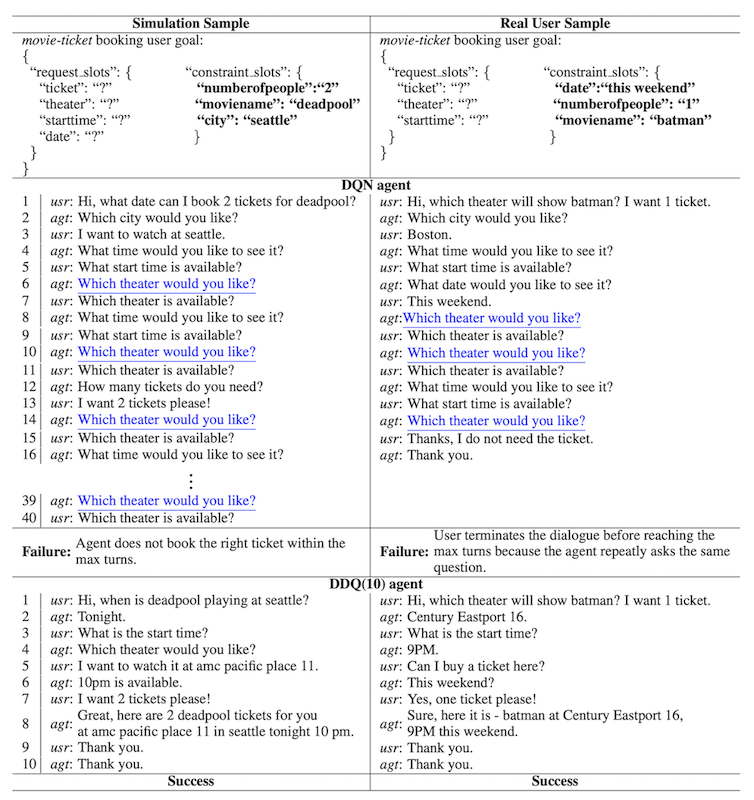 Simulation Sample
Real User Sample
movie-ticket booking user goal:
{
"request_slots": { "constraint_slots": {
"ticket": "?" "numberofpeople":"2"
"theater": "?" "moviename": "deadpool"
"starttime": "?" "city": "seattle"
"date": "?" }
}
}
movie-ticket booking user goal:
{
"request_slots": { "constraint_slots": {
"ticket": "?" "date":"this weekend"
"theater": "?" "numberofpeople": "1"
"starttime": "?" "moviename": "batman"
} }
}
DQN agent
1 usr: Hi, what date can I book 2 tickets for deadpool?
2 agt: Which city would you like?
3 usr: I want to watch at seattle.
4 agt: What time would you like to see it?
5 usr: What start time is available?
6 agt: Which theater would you like?
7 usr: Which theater is available?
8 agt: What time would you like to see it?
9 usr: What start time is available?
10 agt: Which theater would you like?
11 usr: Which theater is available?
12 agt: How many tickets do you need?
13 usr: I want 2 tickets please!
14 agt: Which theater would you like?
15 usr: Which theater is available?
16 agt: What time would you like to see it?
⋮
39 agt: Which theater would you like?
40 usr: Which theater is available?
usr: Hi, which theater will show batman? I want 1 ticket.
agt: Which city would you like?
usr: Boston.
agt: What time would you like to see it?
usr: What start time is available?
agt: What date would you like to see it?
usr: This weekend.
agt:Which theater would you like?
usr: Which theater is available?
agt: Which theater would you like?
usr: Which theater is available?
agt: What time would you like to see it?
usr: What start time is available?
agt: Which theater would you like?
usr: Thanks, I do not need the ticket.
agt: Thank you.
Failure: Agent does not book the right ticket within the
max turns.
Failure: User terminates the dialogue before reaching the
max turns because the agent repeatly asks the same
question.
DDQ(10) agent
1 usr: Hi, when is deadpool playing at seattle?
2 agt: Tonight.
3 usr: What is the start time?
4 agt: Which theater would you like?
5 usr: I want to watch it at amc pacific place 11.
6 agt: 10pm is available.
7 usr: I want 2 tickets please!
8 agt: Great, here are 2 deadpool tickets for you
at amc pacific place 11 in seattle tonight 10 pm.
9 usr: Thank you.
10 agt: Thank you.
usr: Hi, which theater will show batman? I want 1 ticket.
agt: Century Eastport 16.
usr: What is the start time?
agt: 9PM.
usr: Can I buy a ticket here?
agt: This weekend?
usr: Yes, one ticket please!
agt: Sure, here it is - batman at Century Eastport 16,
9PM this weekend.
usr: Thank you.
agt: Thank you.
Success
Success